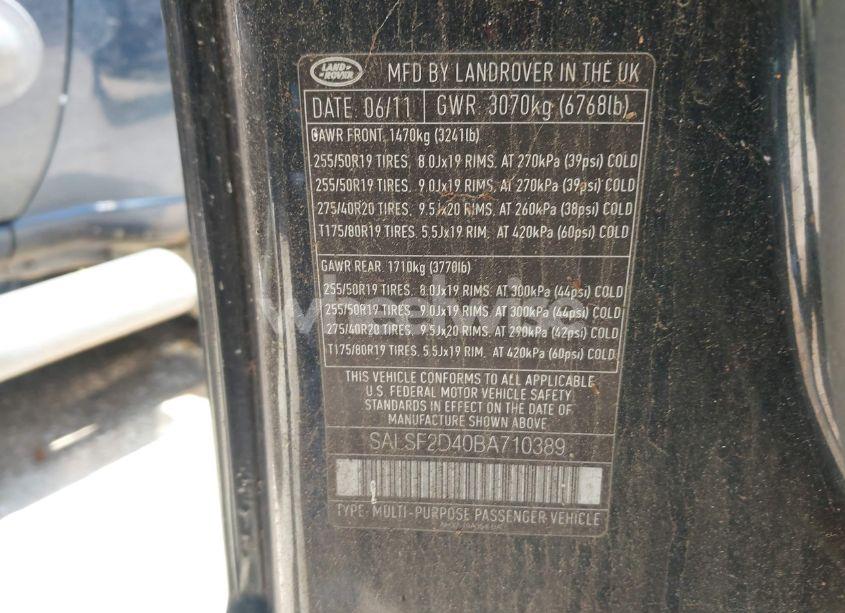 LAND ROVER
MFD BY LANDROVER IN THE UK
DATE 06/11 GWR 3070kg (6768lb)
GAWR FRONT. 1470kg (3241lb)
255/50R19 TIRES. 8.0Jx19 RIMS. AT 270kPa (39psi) COLD
255/50R19 TIRES. 9.0Jx19 RIMS. AT 270kPa (39psi) COLD
275/40R20 TIRES. 9.5Jx20 RIMS. AT 260kPa (38psi) COLD
T175/80R19 TIRES. 5.5Jx19 RIM. AT 420kPa (60psi) COLD
GAWR REAR. 1710kg (3770lb)
255/50R19 TIRES. 8.0Jx19 RIMS. AT 300kPa (44psi) COLD
255/50R19 TIRES. 9.0Jx19 RIMS. AT 300kPa (44psi) COLD
275/40R20 TIRES. 9.5Jx20 RIMS. AT 290kPa (42psi) COLD
T175/80R19 TIRES. 5.5Jx19 RIM. AT 420kPa (60psi) COLD
THIS VEHICLE CONFORMS TO ALL APPLICABLE
U.S. FEDERAL MOTOR VEHICLE SAFETY
STANDARDS IN EFFECT ON THE DATE OF
MANUFACTURE SHOWN ABOVE
SALSF2D40BA710389
TYPE: MULTI-PURPOSE PASSENGER VEHICLE